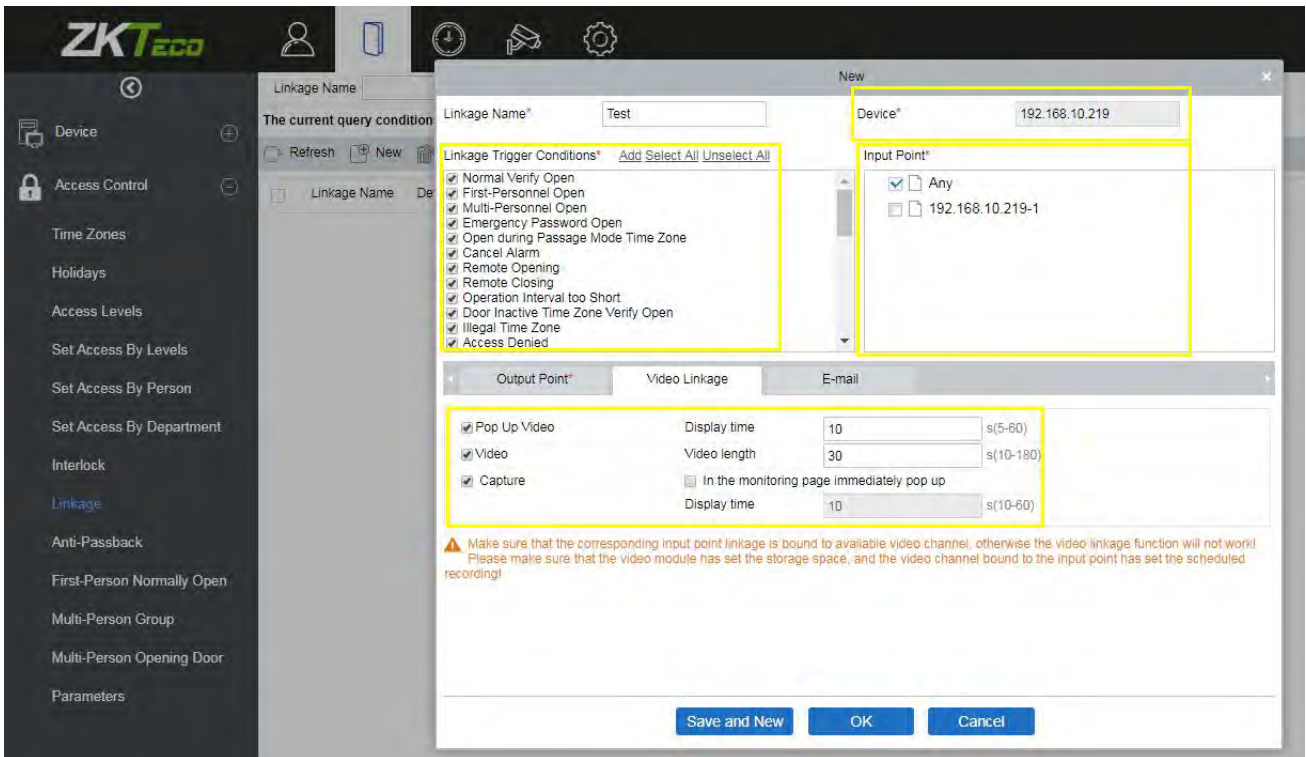 ZKTeco
Device
Access Control
Time Zones
Holidays
Access Levels
Set Access By Levels
Set Access By Person
Set Access By Department
Interlock
Linkage
Anti-Passback
First-Person Normally Open
Multi-Person Group
Multi-Person Opening Door
Parameters
Linkage Name
The current query condition
Refresh New
Linkage Name De
New
Linkage Name* Test Device* 192.168.10.219
Linkage Trigger Conditions* Add Select All Unselect All Input Point*
Normal Verify Open
First-Personnel Open
Multi-Personnel Open
Emergency Password Open
Open during Passage Mode Time Zone
Cancel Alarm
Remote Opening
Remote Closing
Operation Interval too Short
Door Inactive Time Zone Verify Open
Illegal Time Zone
Access Denied
Any
192.168.10.219-1
Output Point* Video Linkage E-mail
Pop Up Video Display time 10 s(5-60)
Video Video length 30 s(10-180)
Capture In the monitoring page immediately pop up
Display time 10 s(10-60)
Make sure that the corresponding input point linkage is bound to available video channel, otherwise the video linkage function will not work!
Please make sure that the video module has set the storage space, and the video channel bound to the input point has set the scheduled
recording!
Save and New OK Cancel